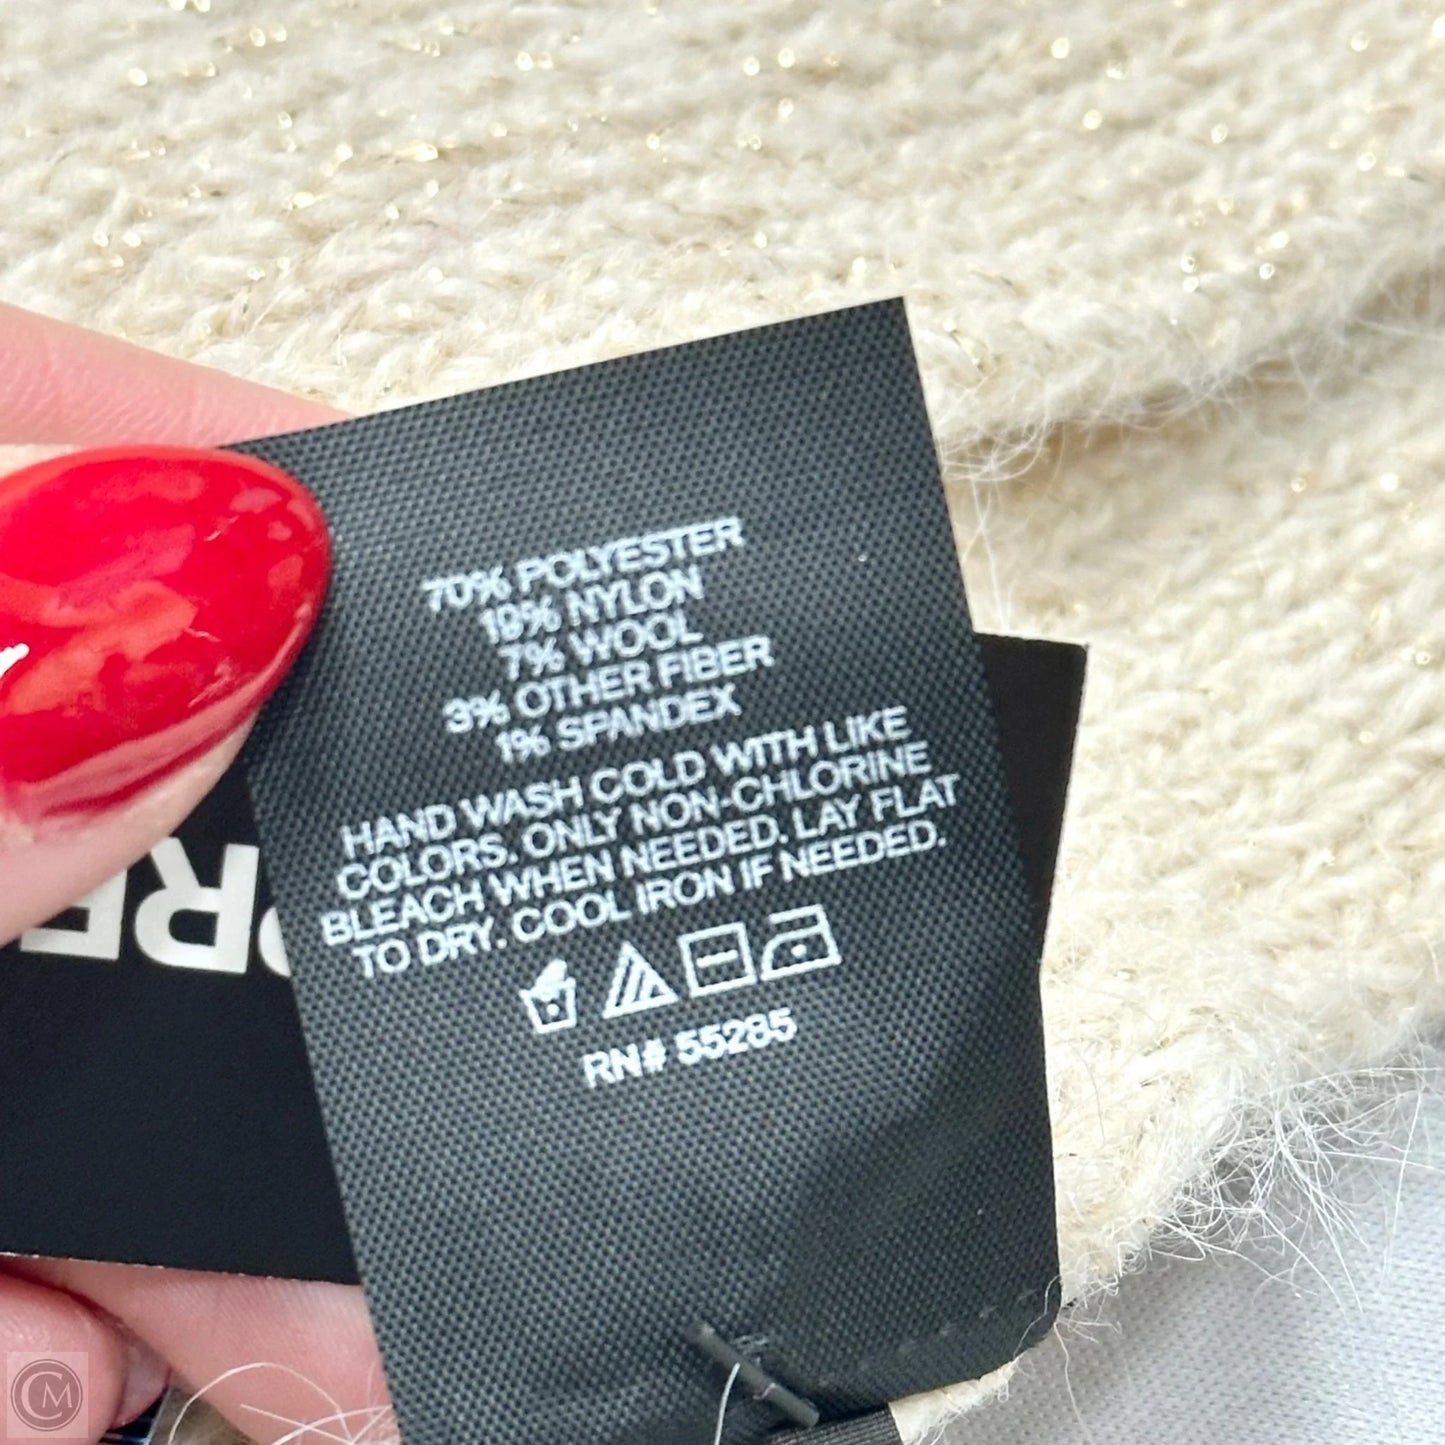 70% POLYESTER
19% NYLON
7% WOOL
3% OTHER FIBER
1% SPANDEX
HAND WASH COLD WITH LIKE
COLORS. ONLY NON-CHLORINE
BLEACH WHEN NEEDED. LAY FLAT
TO DRY. COOL IRON IF NEEDED.
RN# 55285
CM